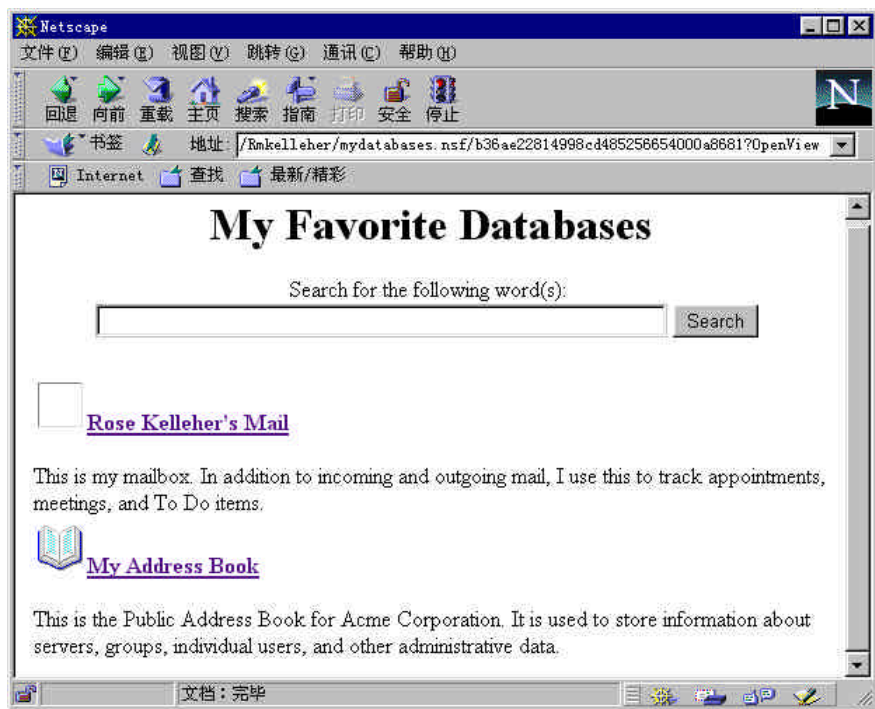 Netscape
文件(F) 编辑(E) 视图(V) 跳转(G) 通讯(C) 帮助(H)
回退 向前 重载 主页 搜索 指南 打印 安全 停止
N
书签 地址: /Rmkelleher/mydatabases.nsf/b36ae22814998cd485256654000a8681?OpenView
Internet 查找 最新/精彩
My Favorite Databases
Search for the following word(s):
Search
Rose Kelleher's Mail
This is my mailbox. In addition to incoming and outgoing mail, I use this to track appointments,
meetings, and To Do items.
My Address Book
This is the Public Address Book for Acme Corporation. It is used to store information about
servers, groups, individual users, and other administrative data.
文档：完毕